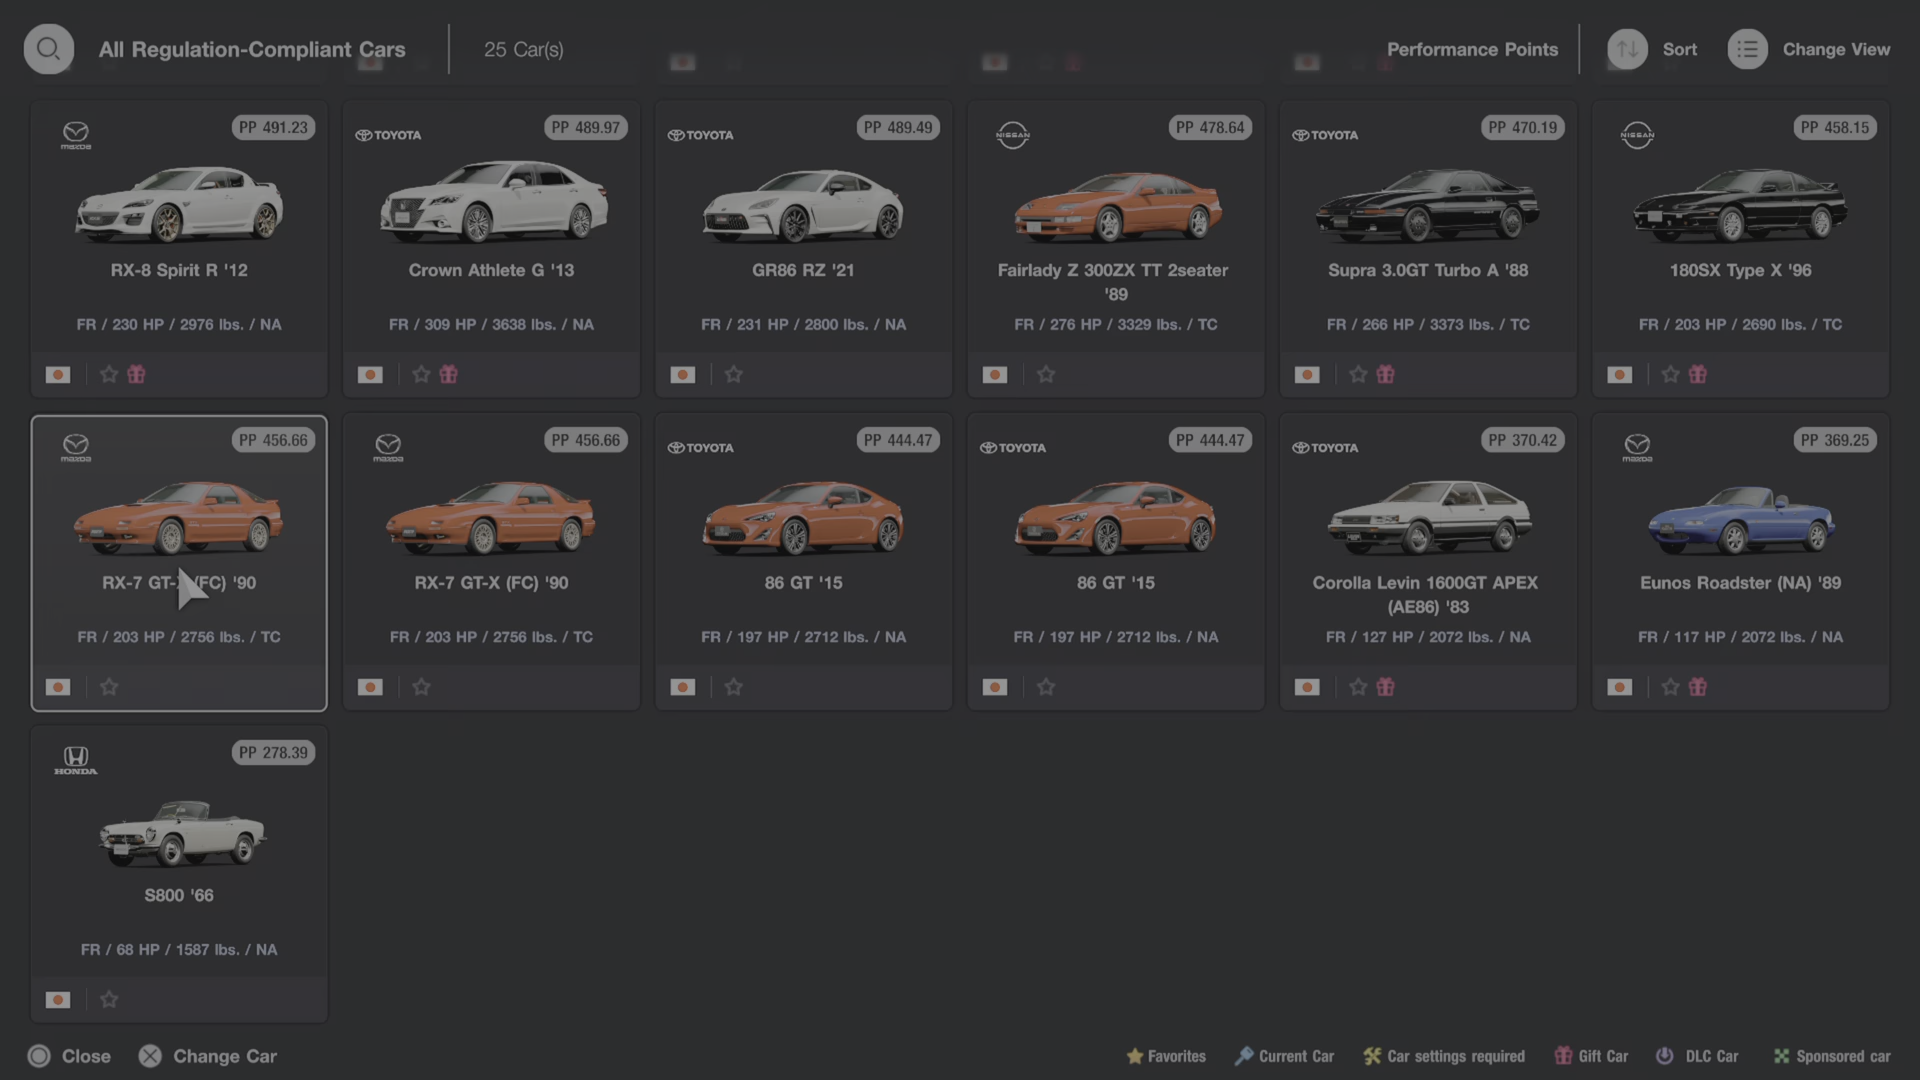 All Regulation-Compliant Cars
25 Car(s)
Performance Points
Sort
Change View
mazda
PP 491.23
RX-8 Spirit R '12
FR / 230 HP / 2976 lbs. / NA
TOYOTA
PP 489.97
Crown Athlete G '13
FR / 309 HP / 3638 lbs. / NA
TOYOTA
PP 489.49
GR86 RZ '21
FR / 231 HP / 2800 lbs. / NA
NISSAN
PP 478.64
Fairlady Z 300ZX TT 2seater
'89
FR / 276 HP / 3329 lbs. / TC
TOYOTA
PP 470.19
Supra 3.0GT Turbo A '88
FR / 266 HP / 3373 lbs. / TC
NISSAN
PP 458.15
180SX Type X '96
FR / 203 HP / 2690 lbs. / TC
mazda
PP 456.66
RX-7 GT-X (FC) '90
FR / 203 HP / 2756 lbs. / TC
mazda
PP 456.66
RX-7 GT-X (FC) '90
FR / 203 HP / 2756 lbs. / TC
TOYOTA
PP 444.47
86 GT '15
FR / 197 HP / 2712 lbs. / NA
TOYOTA
PP 444.47
86 GT '15
FR / 197 HP / 2712 lbs. / NA
TOYOTA
PP 370.42
Corolla Levin 1600GT APEX
(AE86) '83
FR / 127 HP / 2072 lbs. / NA
mazda
PP 369.25
Eunos Roadster (NA) '89
FR / 117 HP / 2072 lbs. / NA
HONDA
PP 278.39
S800 '66
FR / 68 HP / 1587 lbs. / NA
Close
Change Car
Favorites
Current Car
Car settings required
Gift Car
DLC Car
Sponsored car